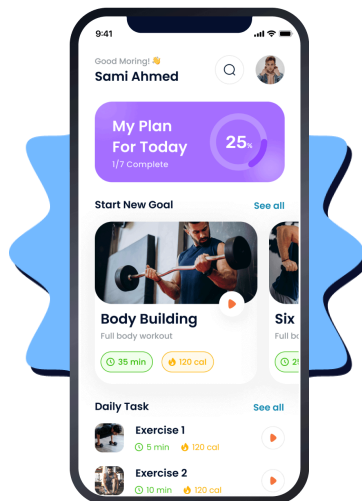 9:41
Good Moring! 👋
Sami Ahmed
My Plan
For Today
1/7 Complete
25%
Start New Goal
See all
Body Building
Full body workout
35 min
120 cal
Six
Full
Daily Task
See all
Exercise 1
5 min
120 cal
Exercise 2
10 min
120 cal